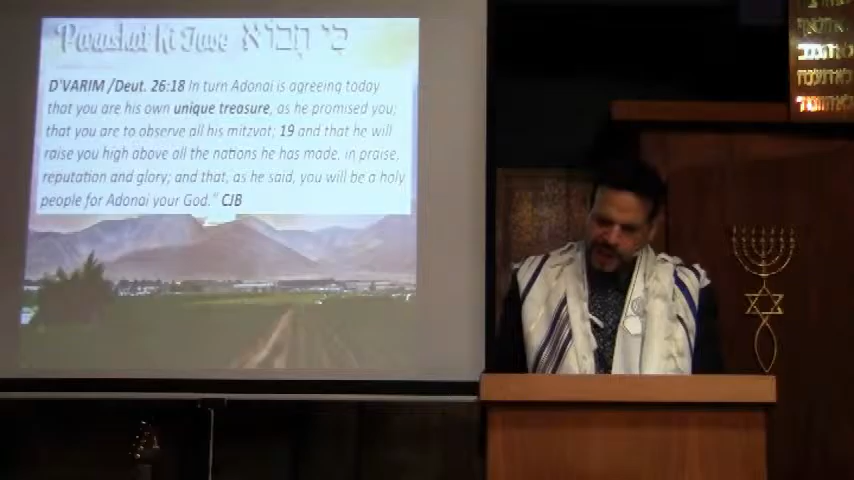 Parashat Ki Tavo כִּי תָבוֹא
D'VARIM /Deut. 26:18 In turn Adonai is agreeing today
that you are his own unique treasure, as he promised you;
that you are to observe all his mitzvot; 19 and that he will
raise you high above all the nations he has made, in praise,
reputation and glory; and that, as he said, you will be a holy
people for Adonai your God." CJB